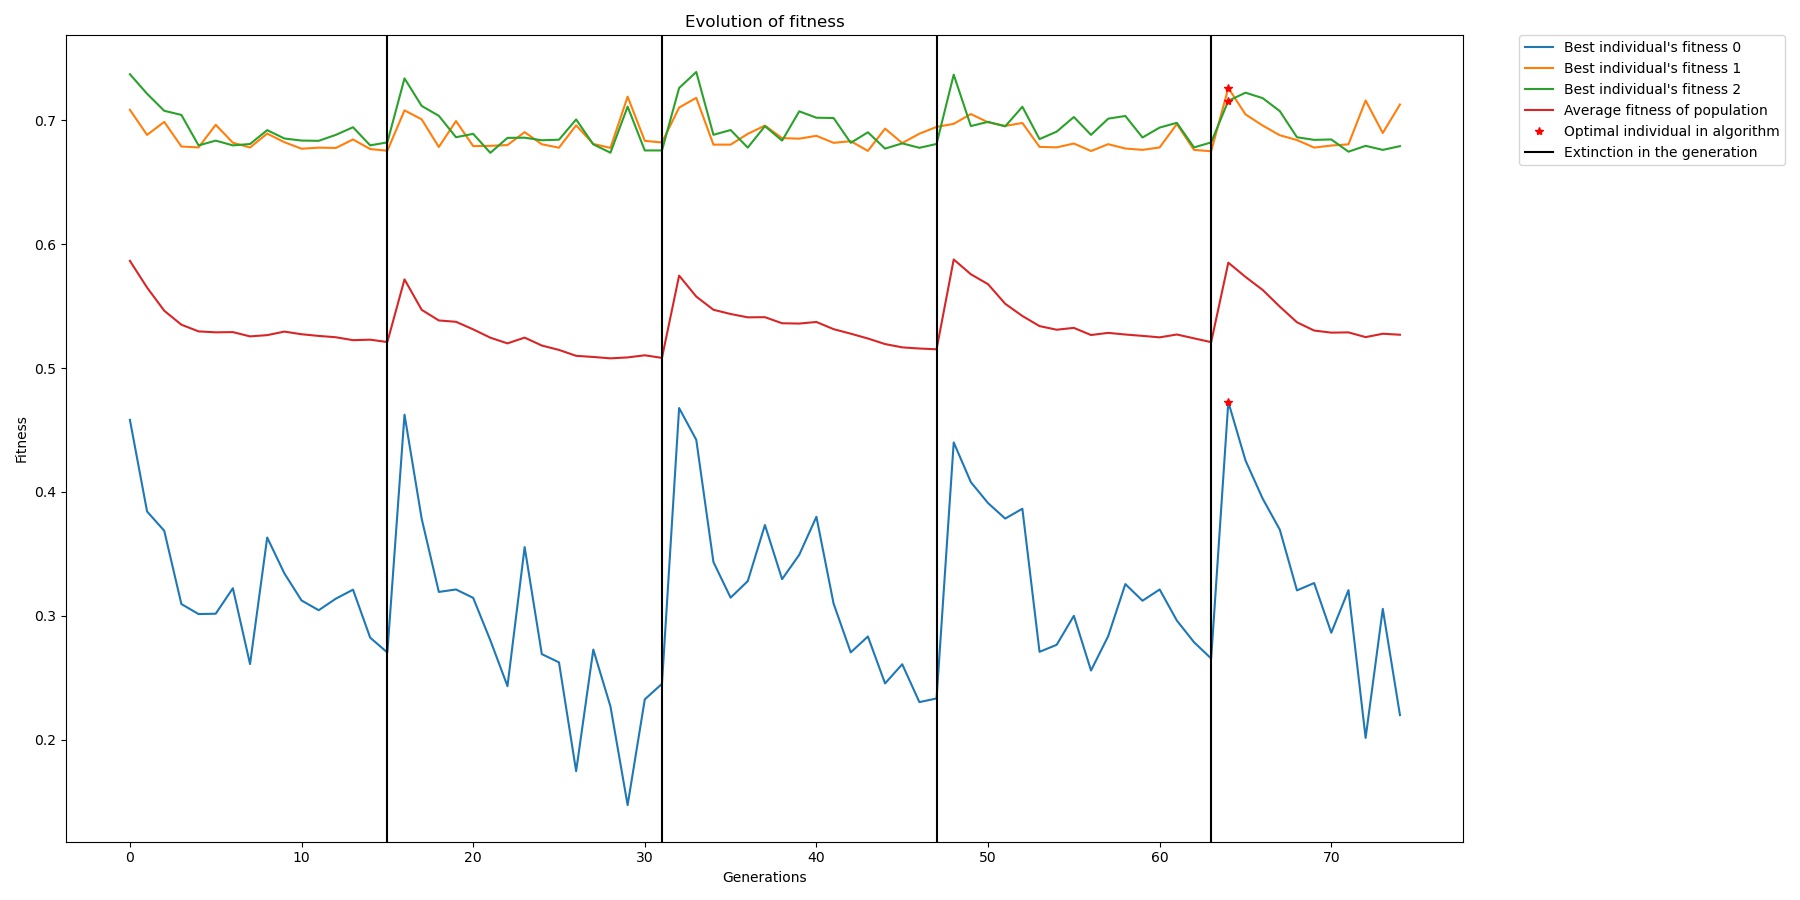 Evolution of fitness
Best individual's fitness 0
Best individual's fitness 1
Best individual's fitness 2
Average fitness of population
Optimal individual in algorithm
Extinction in the generation
Fitness
0.7
0.6
0.5
0.4
0.3
0.2
0 10 20 30 40 50 60 70
Generations